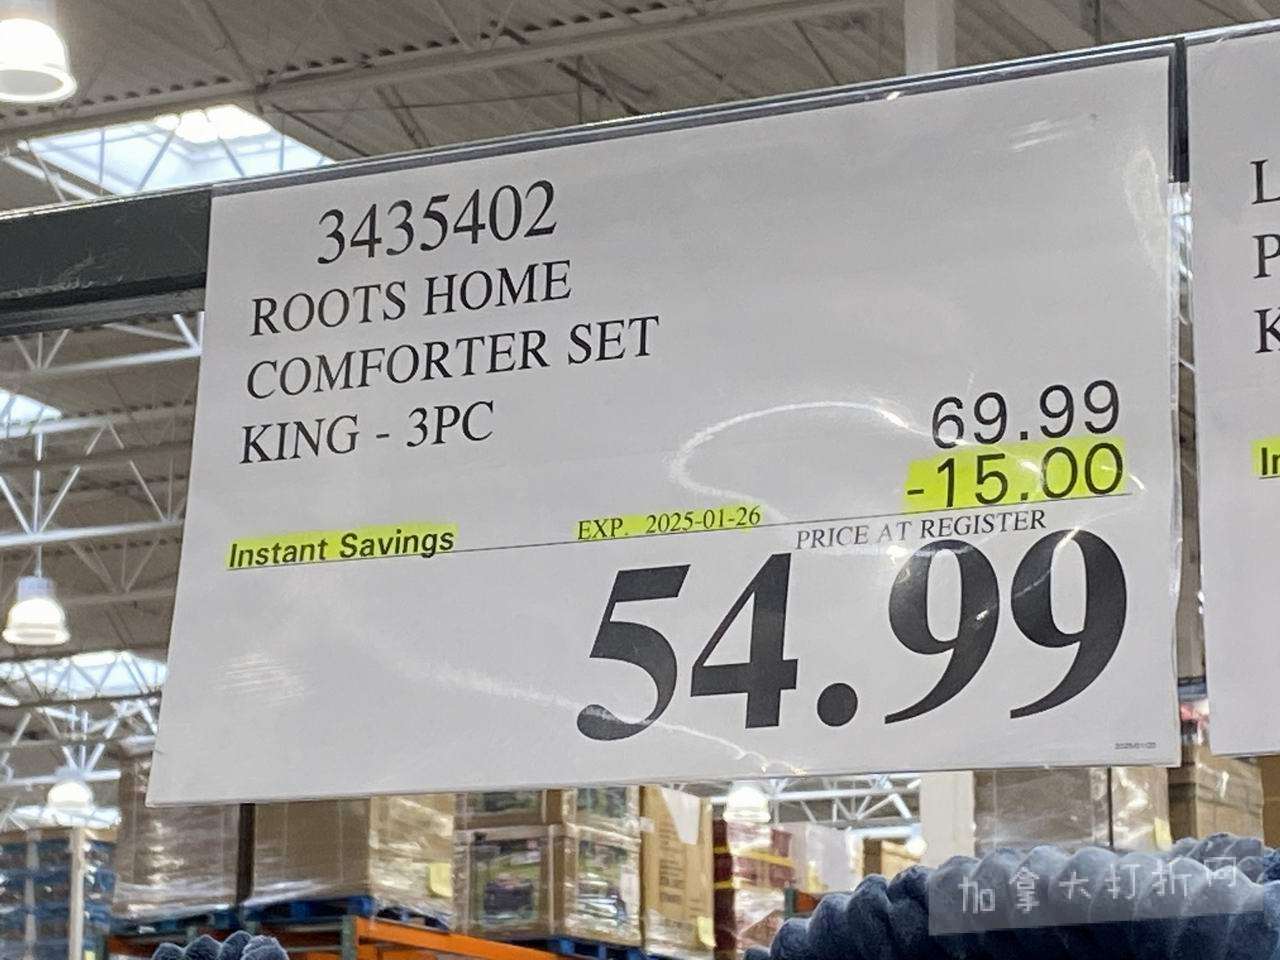 3435402
ROOTS HOME
COMFORTER SET
KING - 3PC
69.99
-15.00
Instant Savings
EXP. 2025-01-26
PRICE AT REGISTER
54.99
L
P
K
In
加拿大打折网